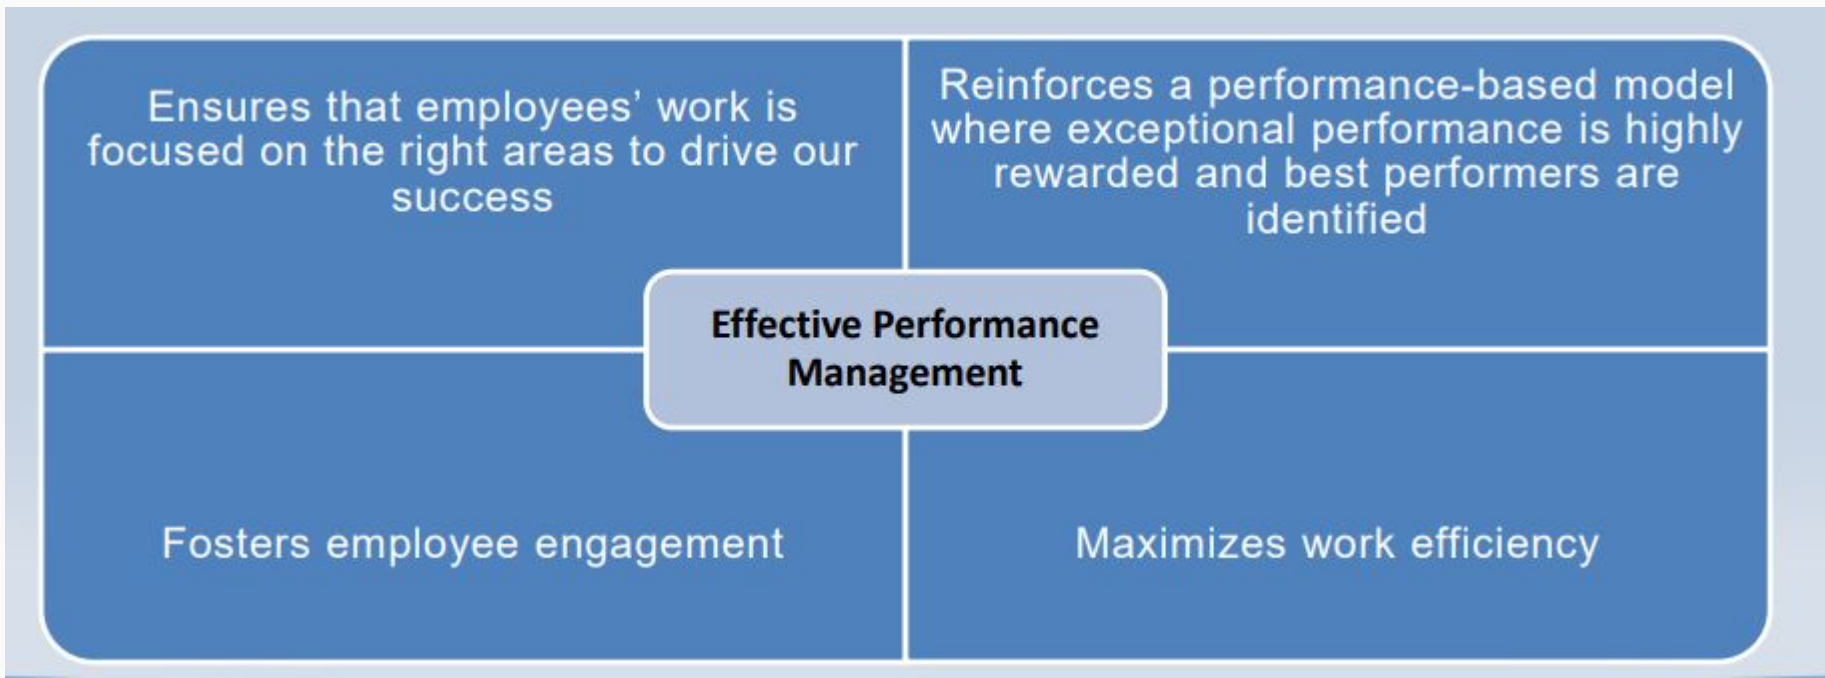 Ensures that employees’ work is
focused on the right areas to drive our
success
Reinforces a performance-based model
where exceptional performance is highly
rewarded and best performers are
identified
Effective Performance
Management
Fosters employee engagement
Maximizes work efficiency